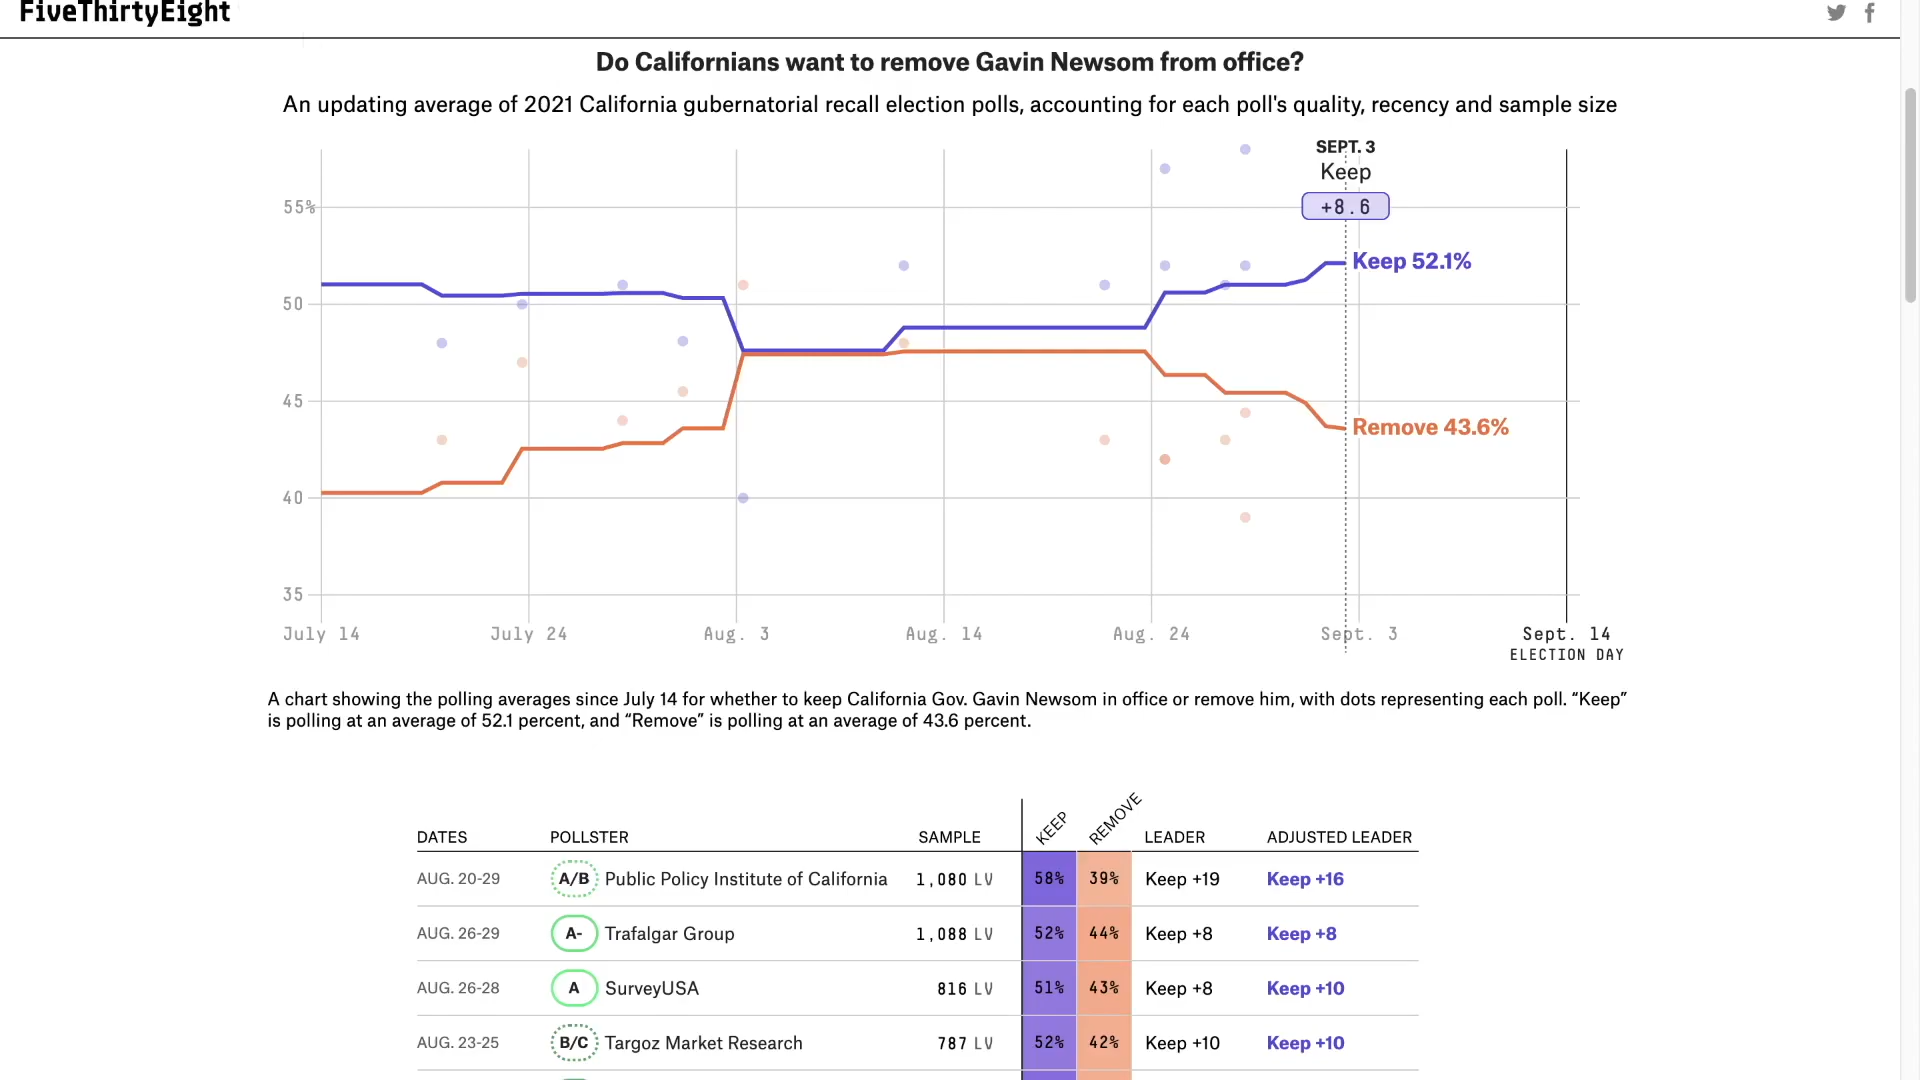 FiveThirtyEight
Do Californians want to remove Gavin Newsom from office?
An updating average of 2021 California gubernatorial recall election polls, accounting for each poll's quality, recency and sample size
SEPT. 3
Keep
+8.6
55%
50
45
40
35
Keep 52.1%
Remove 43.6%
July 14
July 24
Aug. 3
Aug. 14
Aug. 24
Sept. 3
Sept. 14
ELECTION DAY
A chart showing the polling averages since July 14 for whether to keep California Gov. Gavin Newsom in office or remove him, with dots representing each poll. “Keep”
is polling at an average of 52.1 percent, and “Remove” is polling at an average of 43.6 percent.
DATES POLLSTER SAMPLE KEEP REMOVE LEADER ADJUSTED LEADER
AUG. 20-29 A/B Public Policy Institute of California 1,080 LV 58% 39% Keep +19 Keep +16
AUG. 26-29 A- Trafalgar Group 1,088 LV 52% 44% Keep +8 Keep +8
AUG. 26-28 A SurveyUSA 816 LV 51% 43% Keep +8 Keep +10
AUG. 23-25 B/C Targoz Market Research 787 LV 52% 42% Keep +10 Keep +10